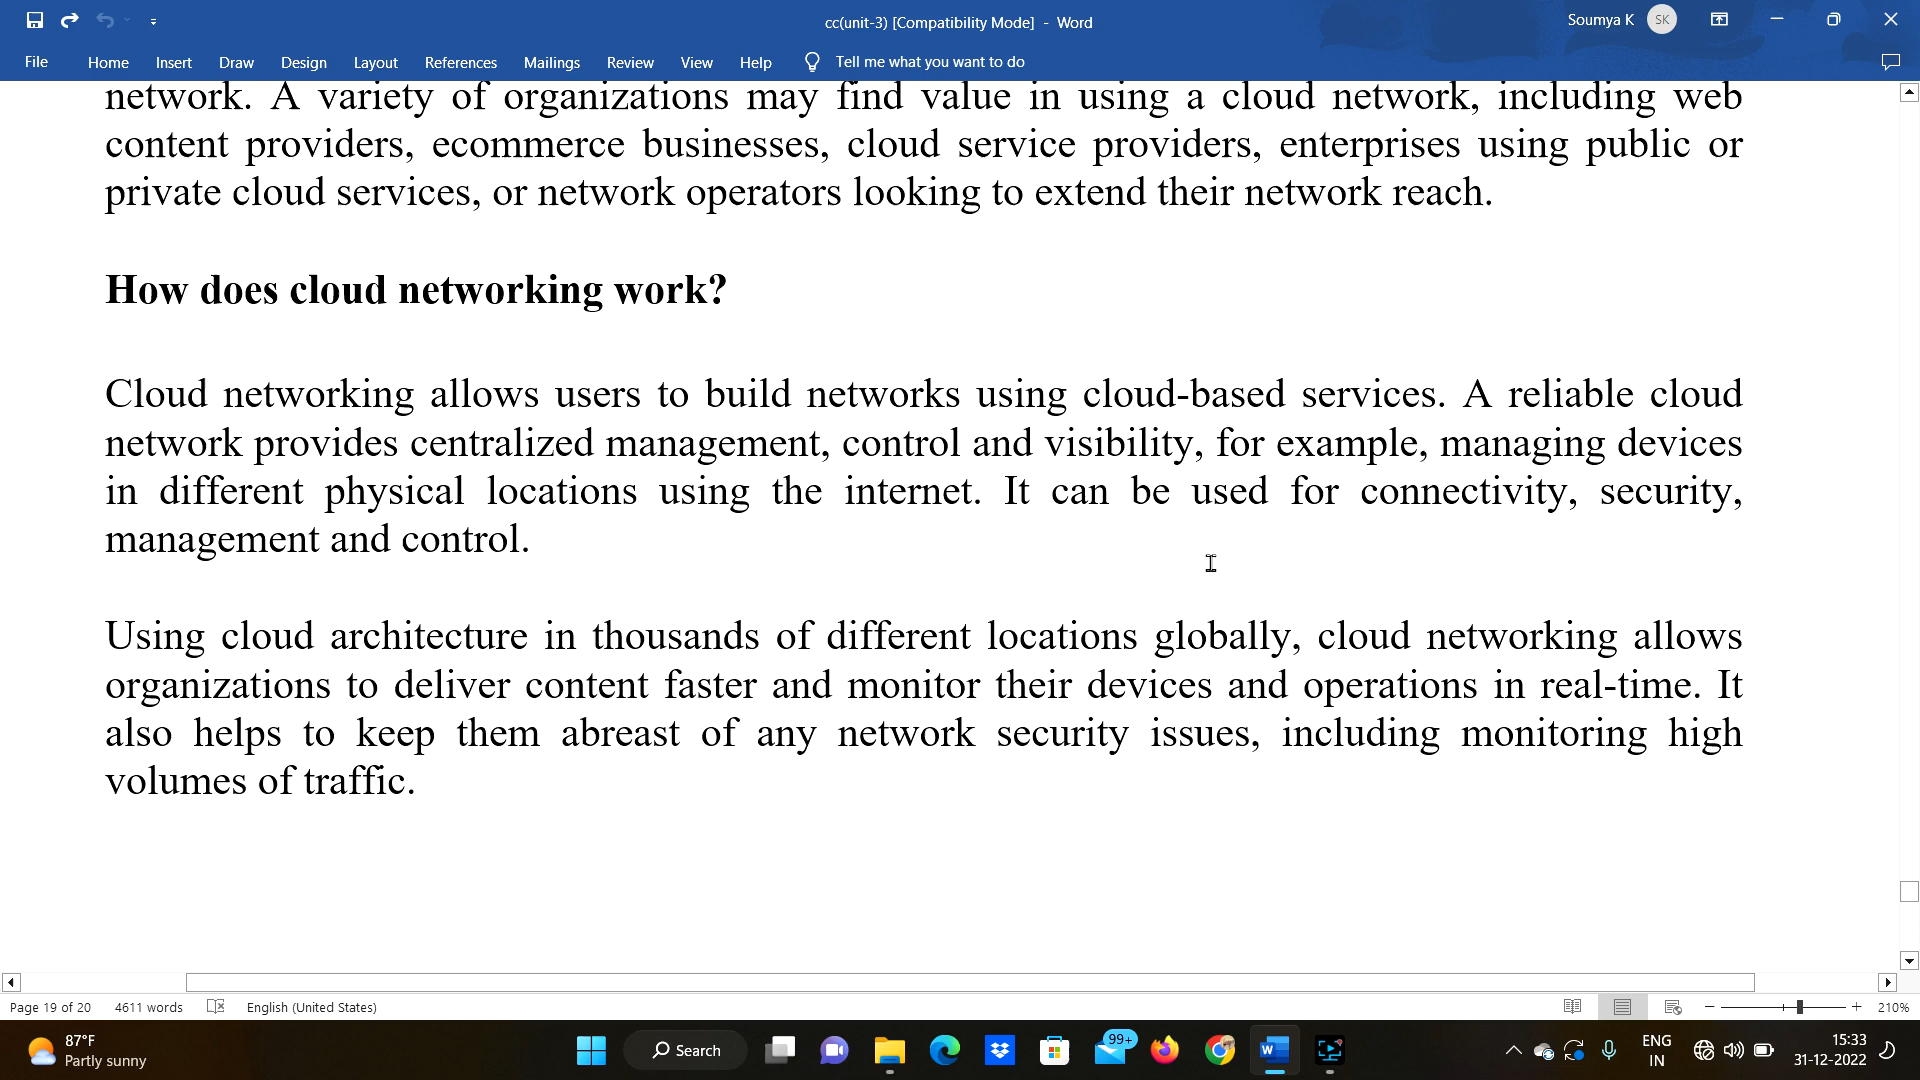 cc(unit-3) [Compatibility Mode] - Word
Soumya K
SK
File Home Insert Draw Design Layout References Mailings Review View Help Tell me what you want to do
network. A variety of organizations may find value in using a cloud network, including web
content providers, ecommerce businesses, cloud service providers, enterprises using public or
private cloud services, or network operators looking to extend their network reach.
How does cloud networking work?
Cloud networking allows users to build networks using cloud-based services. A reliable cloud
network provides centralized management, control and visibility, for example, managing devices
in different physical locations using the internet. It can be used for connectivity, security,
management and control.
Using cloud architecture in thousands of different locations globally, cloud networking allows
organizations to deliver content faster and monitor their devices and operations in real-time. It
also helps to keep them abreast of any network security issues, including monitoring high
volumes of traffic.
Page 19 of 20 4611 words English (United States) 210%
87°F
Partly sunny
Search
99+
ENG
IN
15:33
31-12-2022